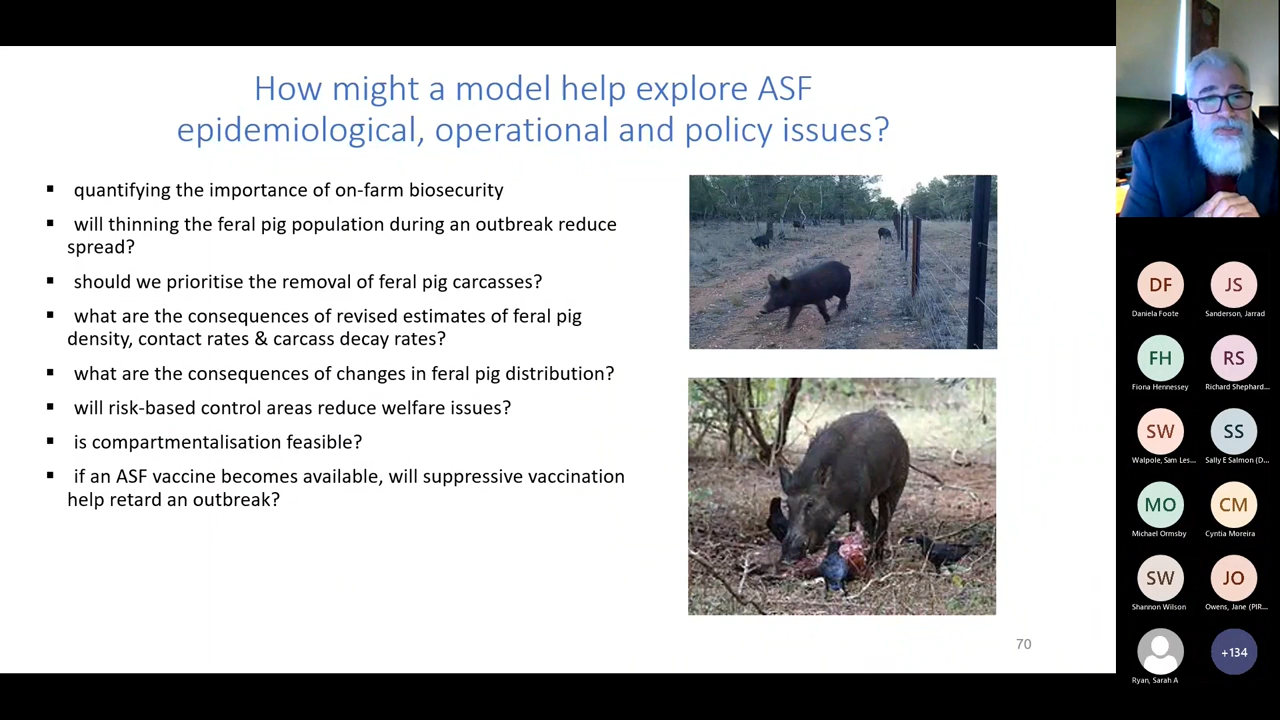 How might a model help explore ASF
epidemiological, operational and policy issues?
▪ quantifying the importance of on-farm biosecurity
▪ will thinning the feral pig population during an outbreak reduce
spread?
▪ should we prioritise the removal of feral pig carcasses?
▪ what are the consequences of revised estimates of feral pig
density, contact rates & carcass decay rates?
▪ what are the consequences of changes in feral pig distribution?
▪ will risk-based control areas reduce welfare issues?
▪ is compartmentalisation feasible?
▪ if an ASF vaccine becomes available, will suppressive vaccination
help retard an outbreak?
70
DF JS
Daniela Foote Sanderson, Jarrad
FH RS
Fiona Hennessey Richard Shephard...
SW SS
Walpole, Sam Les... Sally E Salmon (D...
MO CM
Michael Ormsby Cyntia Moreira
SW JO
Shannon Wilson Owens, Jane (PIR...
+134
Ryan, Sarah A